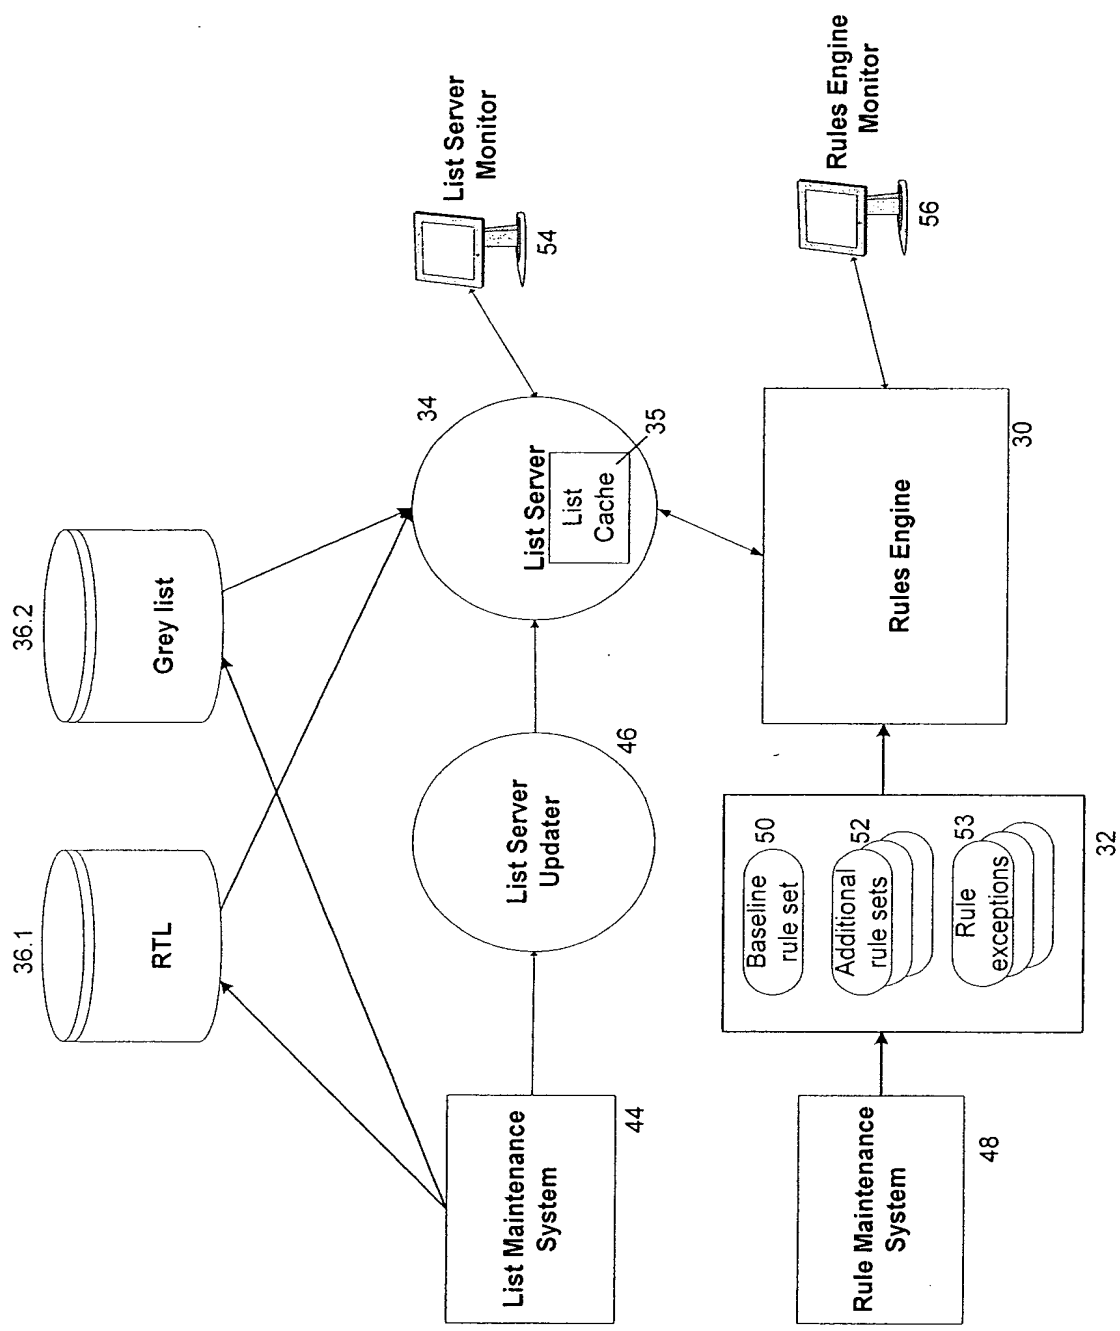 36.1
36.2
RTL
Grey list
34
List Server
Monitor
54
List Maintenance
System
44
List Server
Updater
46
List Server
List
Cache
35
Rules Engine
Monitor
56
Rule Maintenance
System
48
Baseline
rule set
50
Additional
rule sets
52
Rule
exceptions
53
32
Rules Engine
30